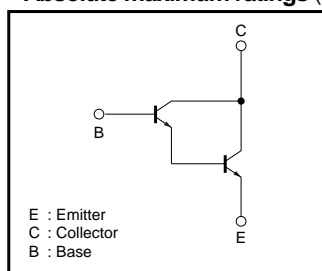 Absolute maximum ratings (
C
B
E : Emitter
C : Collector
B : Base
E